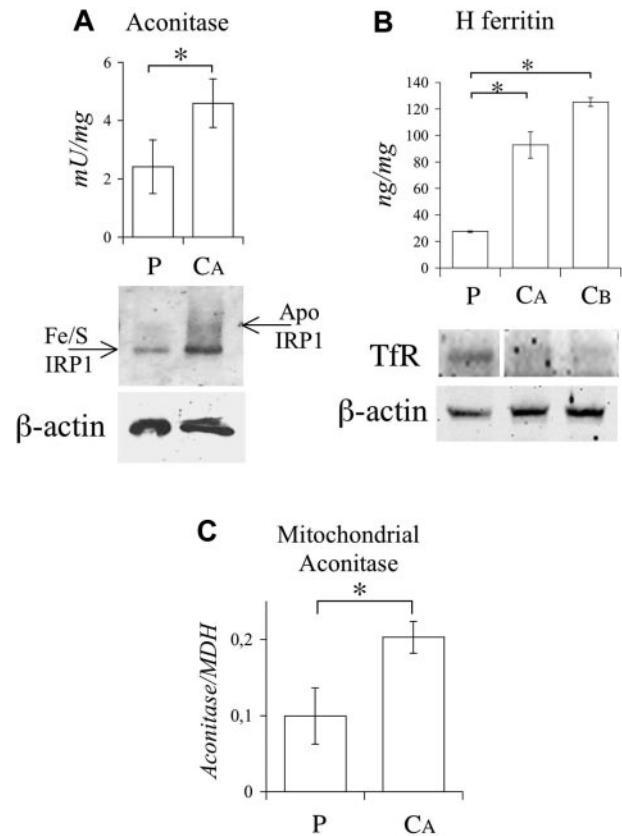 A Aconitase
*
6
4
2
0
mU/mg
P CA
Fe/S
IRP1
Apo
IRP1
β-actin
B H ferritin
*
*
140
120
100
80
60
40
20
0
ng/mg
P CA CB
TfR
β-actin
C Mitochondrial
Aconitase
*
0,2
0,1
0
Aconitase/MDH
P CA